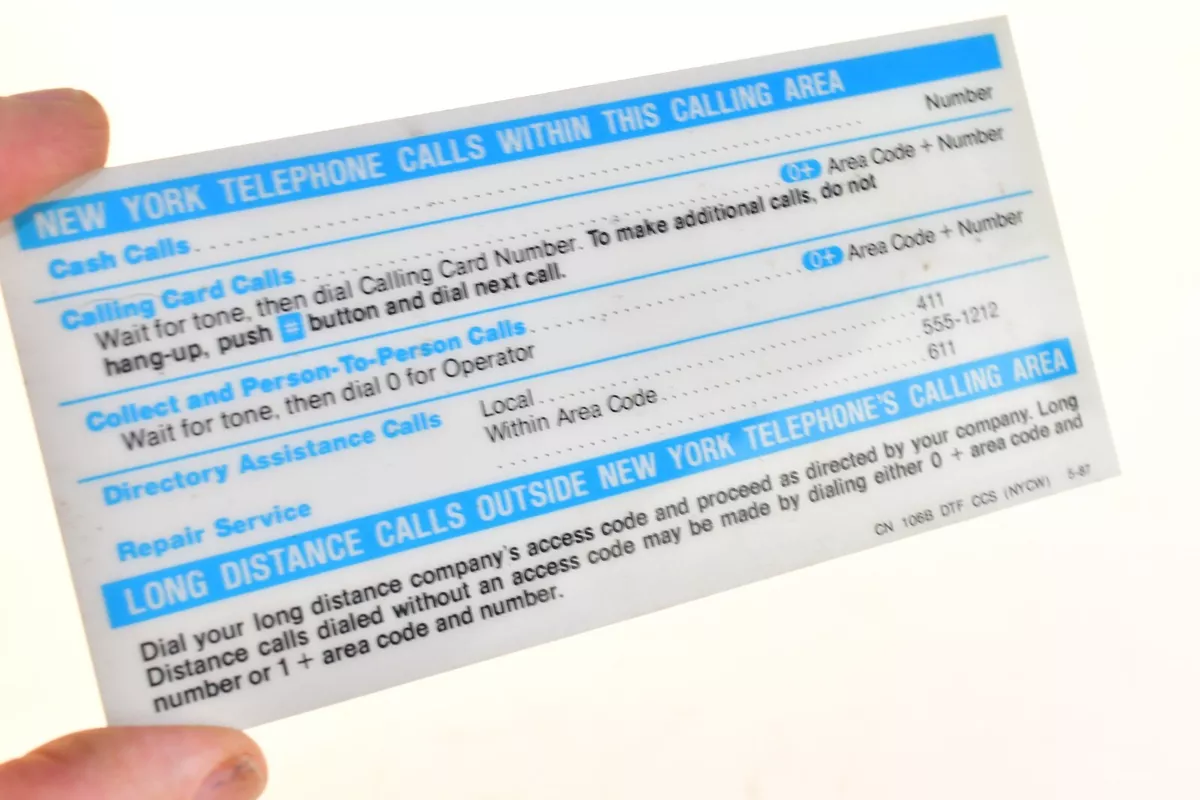 NEW YORK TELEPHONE CALLS WITHIN THIS CALLING AREA
Cash Calls . . . . . . . . . . . . . . . . . . . . Number
Calling Card Calls . . . . . . . . . . . . . . . . . . . . 0+ Area Code + Number
Wait for tone, then dial Calling Card Number. To make additional calls, do not
hang-up, push # button and dial next call.
Collect and Person-To-Person Calls . . . . . . . . . . . . . . . . . . . . 0+ Area Code + Number
Wait for tone, then dial 0 for Operator
Directory Assistance Calls Local . . . . . . . . . . . . . . . . . . . . 411
Within Area Code . . . . . . . . . . . . . . . . . . . . 555-1212
Repair Service . . . . . . . . . . . . . . . . . . . . 611
LONG DISTANCE CALLS OUTSIDE NEW YORK TELEPHONE'S CALLING AREA
Dial your long distance company's access code and proceed as directed by your company. Long
Distance calls dialed without an access code may be made by dialing either 0 + area code and
number or 1 + area code and number.
CN 106B DTF CCS (NYCW) 5-87